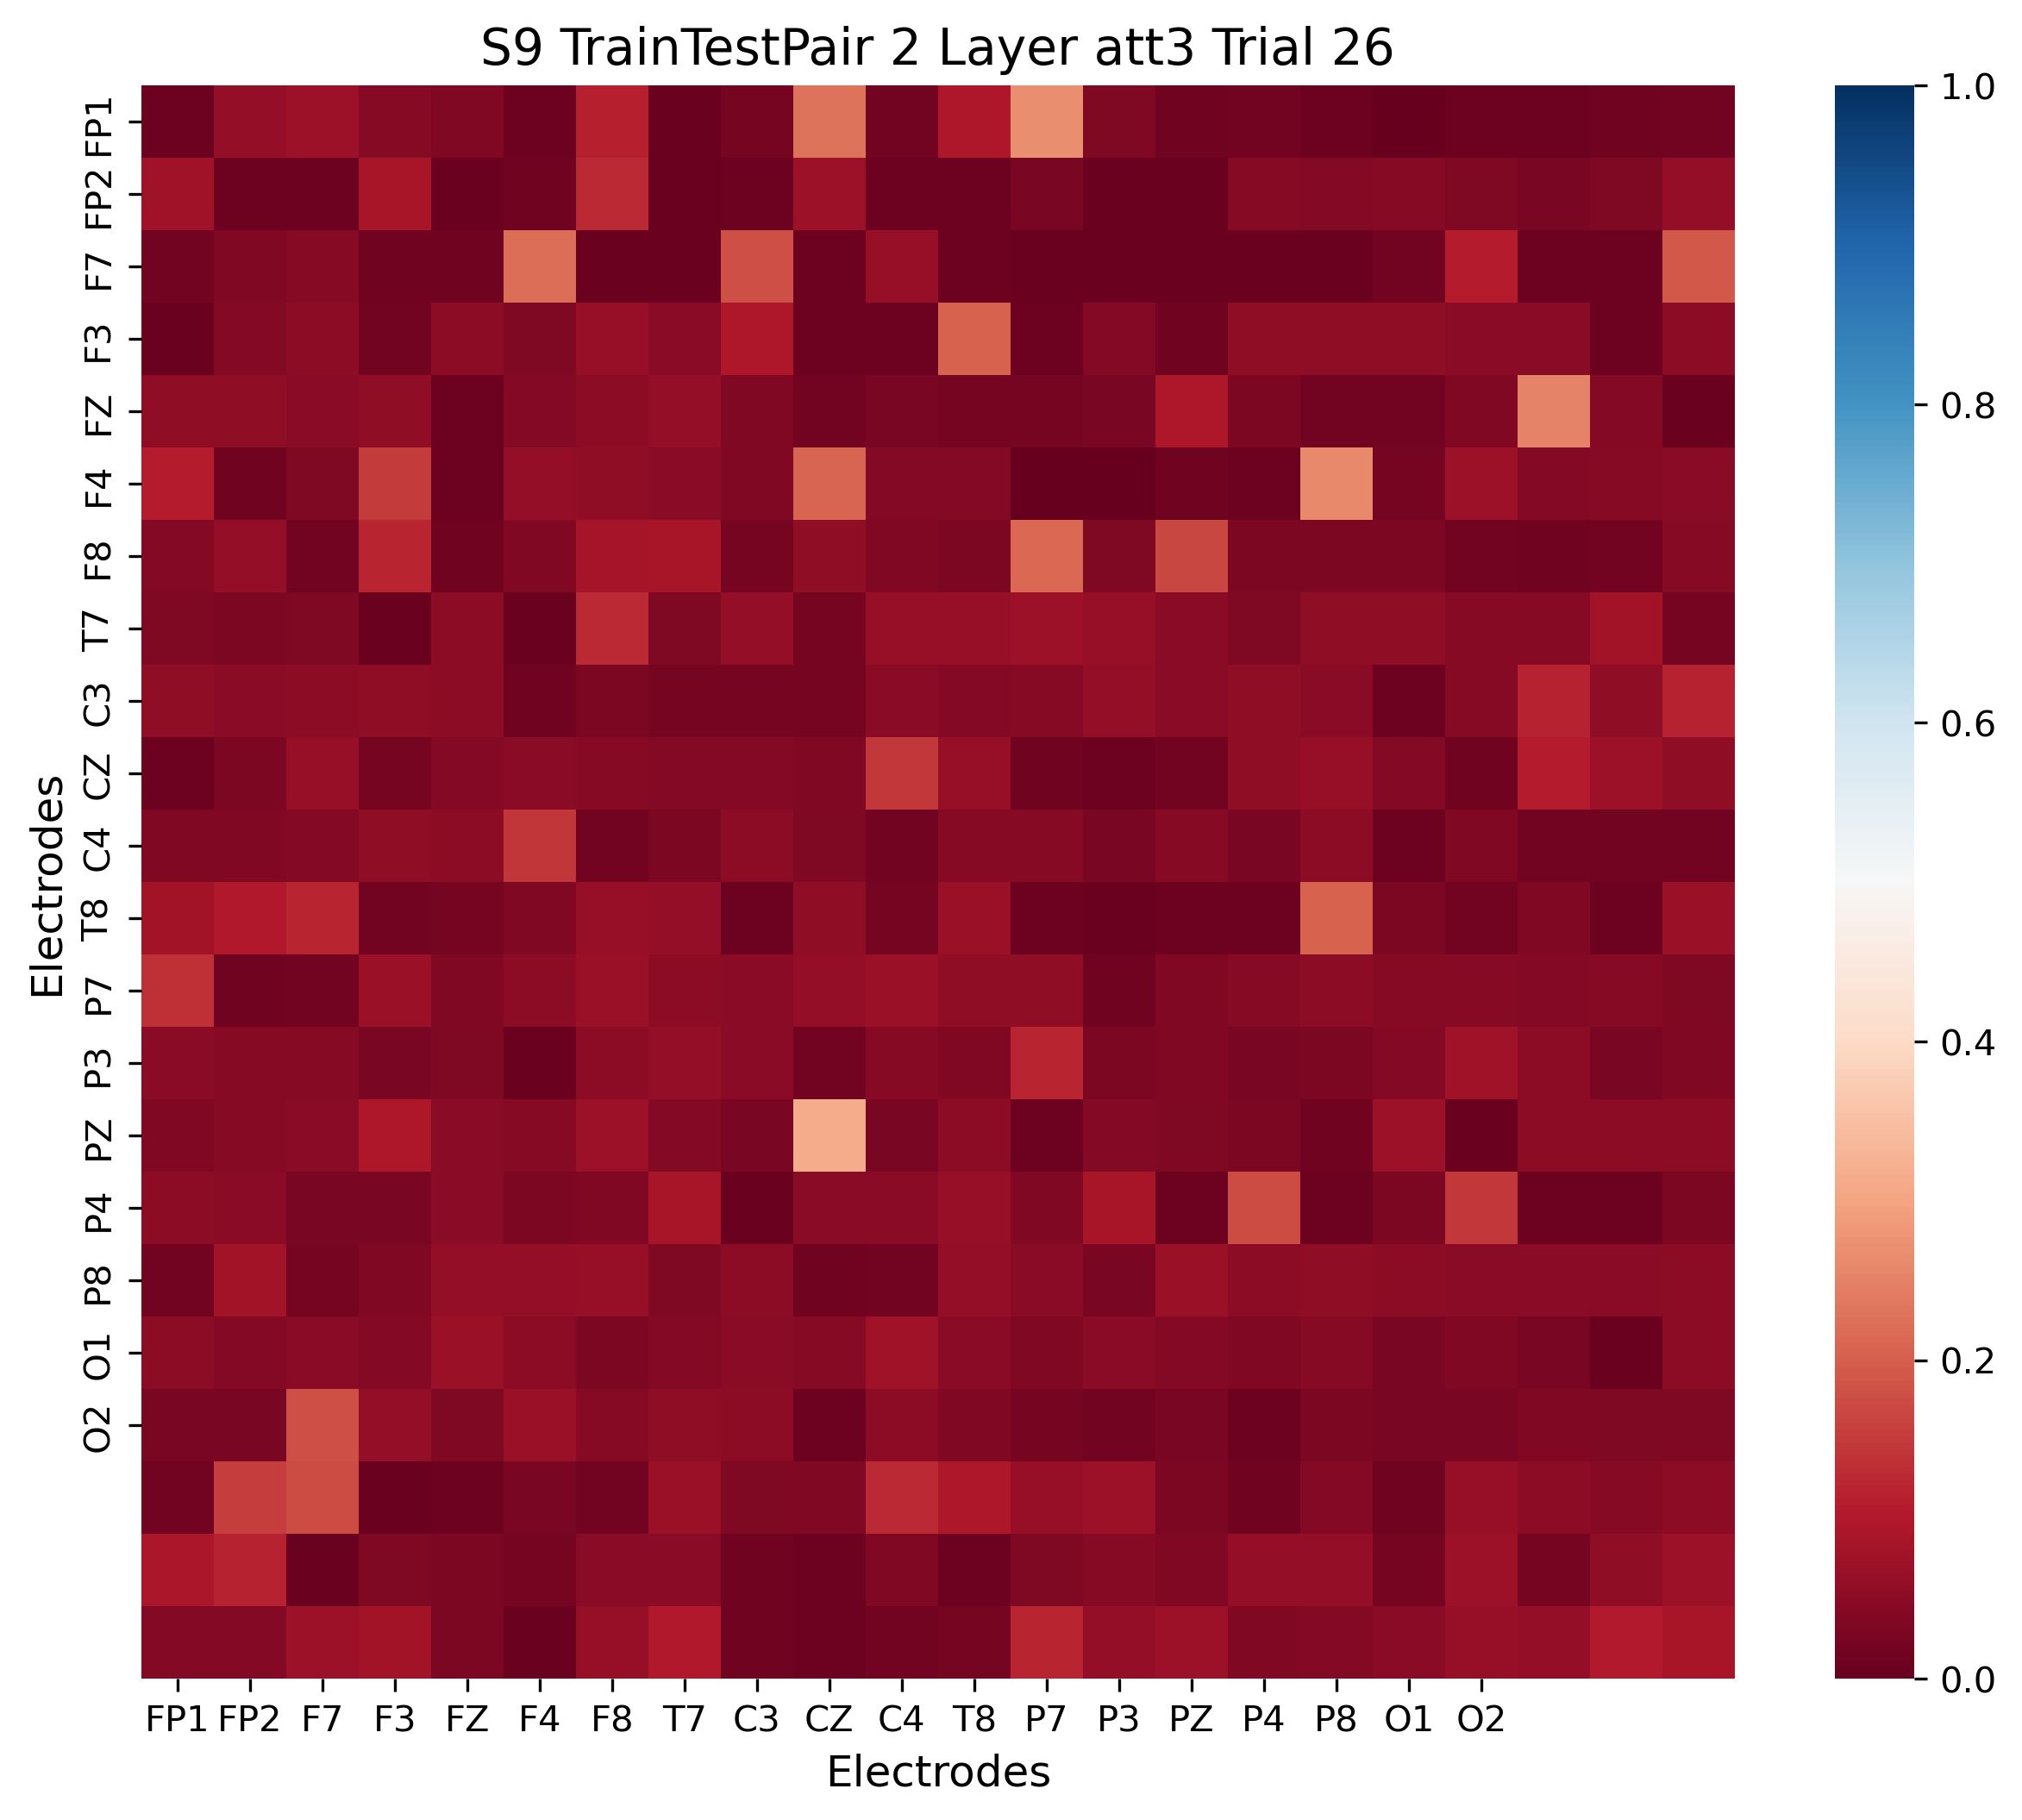 S9 TrainTestPair 2 Layer att3 Trial 26
Electrodes
FP1
FP2
F7
F3
FZ
F4
F8
T7
C3
CZ
C4
T8
P7
P3
PZ
P4
P8
O1
O2
FP1 FP2 F7 F3 FZ F4 F8 T7 C3 CZ C4 T8 P7 P3 PZ P4 P8 O1 O2
Electrodes
1.0
0.8
0.6
0.4
0.2
0.0